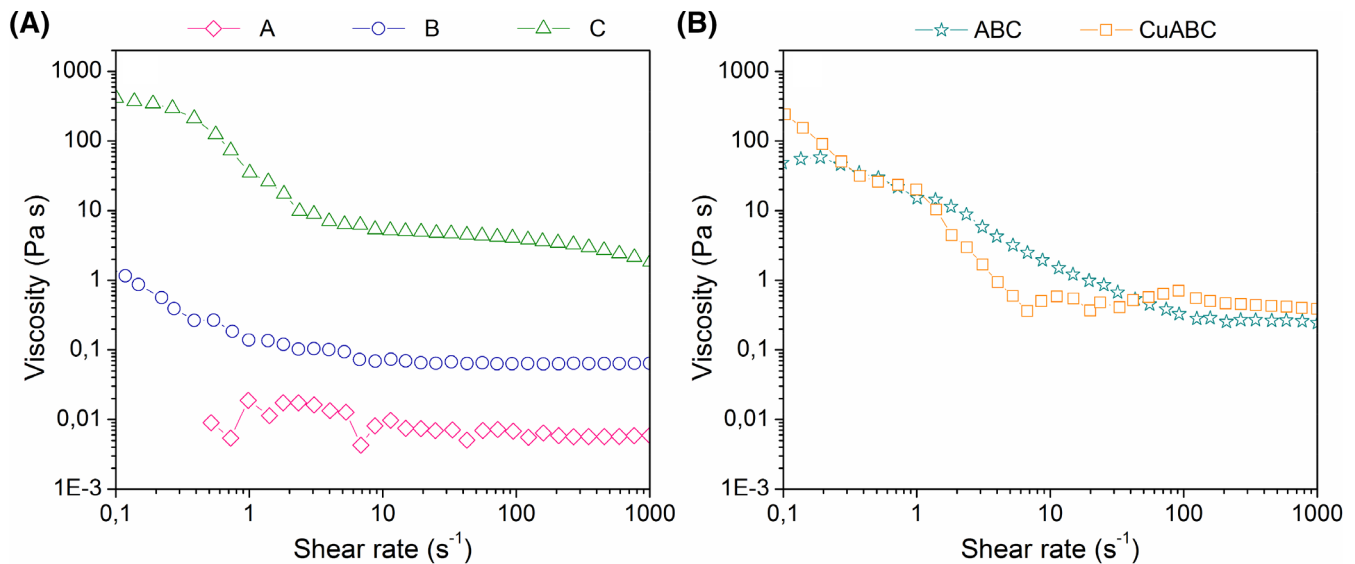 (A)
A B C
1000
100
10
1
0,1
0,01
1E-3
Viscosity (Pa s)
0,1 1 10 100 1000
Shear rate (s⁻¹)
(B)
ABC CuABC
1000
100
10
1
0,1
0,01
1E-3
Viscosity (Pa s)
0,1 1 10 100 1000
Shear rate (s⁻¹)